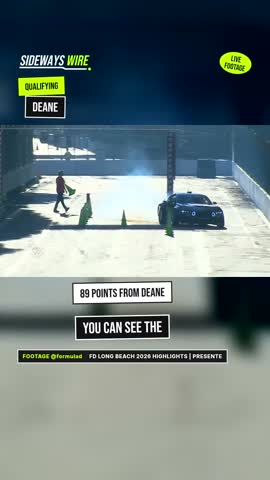 SIDEWAYS WIRE.
LIVE
FOOTAGE
QUALIFYING
DEANE
89 POINTS FROM DEANE
YOU CAN SEE THE
FOOTAGE @formulad FD LONG BEACH 2026 HIGHLIGHTS | PRESENTE